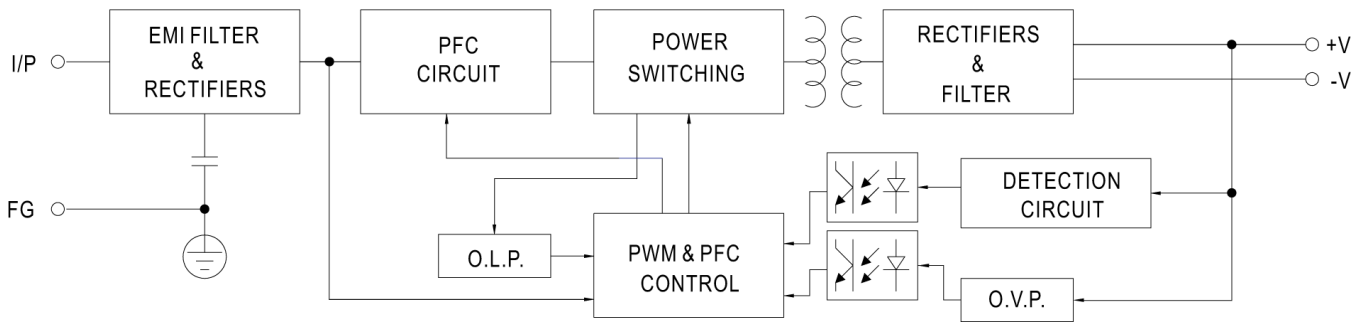 I/P
EMI FILTER
&
RECTIFIERS
PFC
CIRCUIT
POWER
SWITCHING
RECTIFIERS
&
FILTER
+V
-V
FG
O.L.P.
PWM & PFC
CONTROL
DETECTION
CIRCUIT
O.V.P.